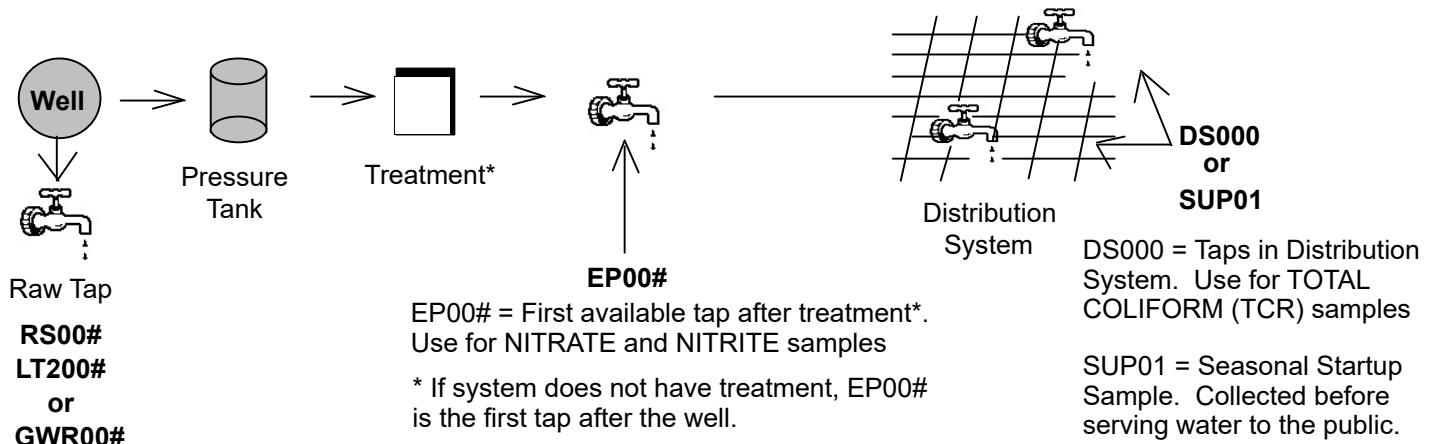 Well
Pressure
Tank
Treatment*
Raw Tap
RS00#
LT200#
or
GWR00#
EP00#
EP00# = First available tap after treatment*.
Use for NITRATE and NITRITE samples
* If system does not have treatment, EP00#
is the first tap after the well.
Distribution
System
DS000
or
SUP01
DS000 = Taps in Distribution
System.  Use for TOTAL
COLIFORM (TCR) samples
SUP01 = Seasonal Startup
Sample.  Collected before
serving water to the public.